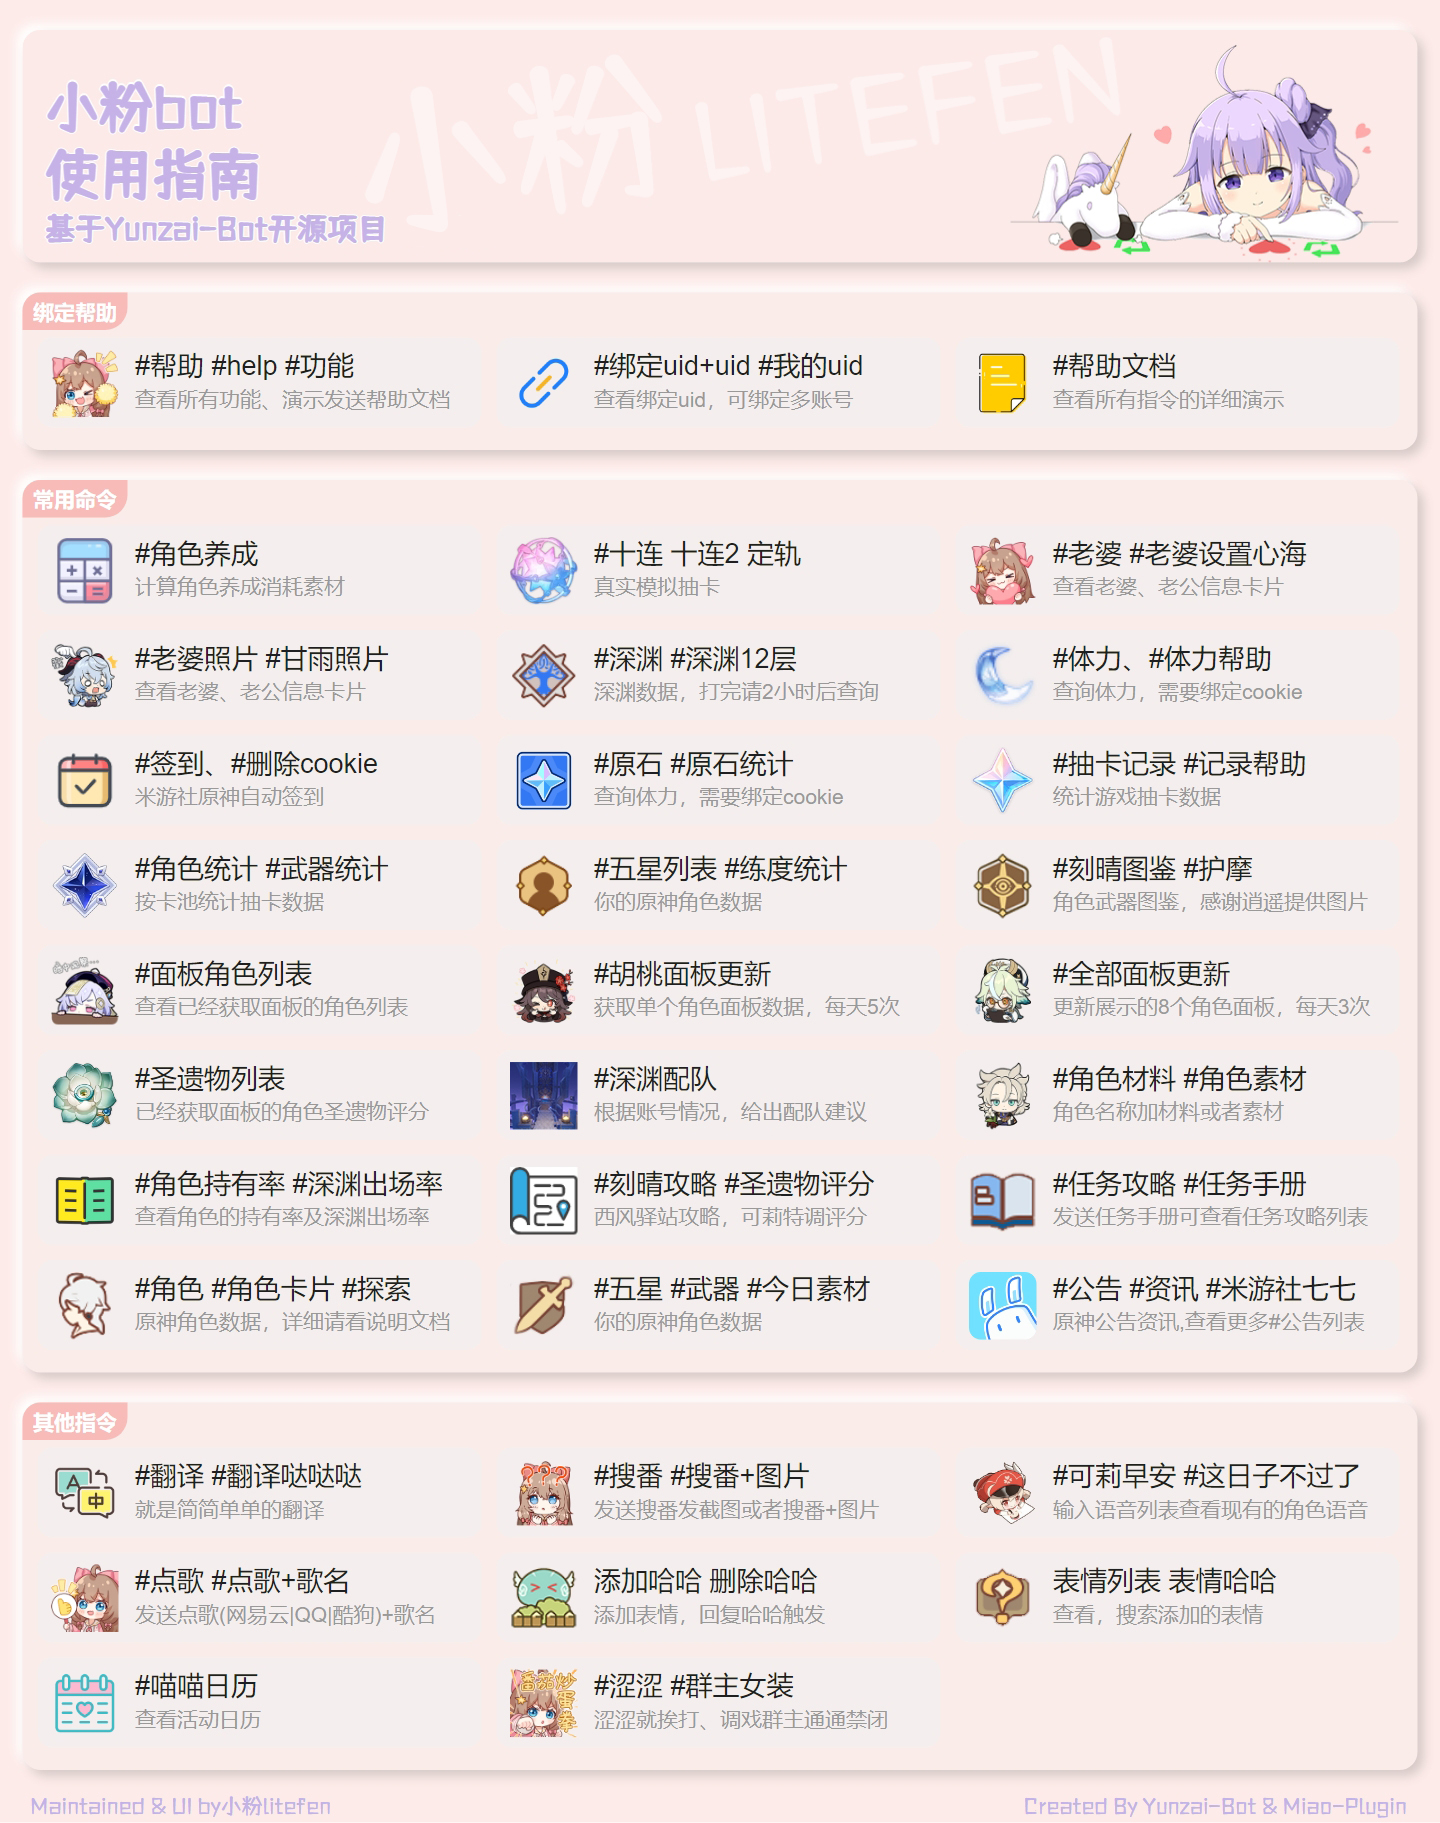 小粉 LITEFEN
小粉bot
使用指南
基于Yunzai-Bot开源项目
绑定帮助
#帮助 #help #功能
查看所有功能、演示发送帮助文档
#绑定uid+uid #我的uid
查看绑定uid，可绑定多账号
#帮助文档
查看所有指令的详细演示
常用命令
#角色养成
计算角色养成消耗素材
#十连 十连2 定轨
真实模拟抽卡
#老婆 #老婆设置心海
查看老婆、老公信息卡片
#老婆照片 #甘雨照片
查看老婆、老公信息卡片
#深渊 #深渊12层
深渊数据，打完请2小时后查询
#体力、#体力帮助
查询体力，需要绑定cookie
#签到、#删除cookie
米游社原神自动签到
#原石 #原石统计
查询体力，需要绑定cookie
#抽卡记录 #记录帮助
统计游戏抽卡数据
#角色统计 #武器统计
按卡池统计抽卡数据
#五星列表 #练度统计
你的原神角色数据
#刻晴图鉴 #护摩
角色武器图鉴，感谢逍遥提供图片
#面板角色列表
查看已经获取面板的角色列表
#胡桃面板更新
获取单个角色面板数据，每天5次
#全部面板更新
更新展示的8个角色面板，每天3次
#圣遗物列表
已经获取面板的角色圣遗物评分
#深渊配队
根据账号情况，给出配队建议
#角色材料 #角色素材
角色名称加材料或者素材
#角色持有率 #深渊出场率
查看角色的持有率及深渊出场率
#刻晴攻略 #圣遗物评分
西风驿站攻略，可莉特调评分
#任务攻略 #任务手册
发送任务手册可查看任务攻略列表
#角色 #角色卡片 #探索
原神角色数据，详细请看说明文档
#五星 #武器 #今日素材
你的原神角色数据
#公告 #资讯 #米游社七七
原神公告资讯,查看更多#公告列表
其他指令
#翻译 #翻译哒哒哒
就是简简单单的翻译
#搜番 #搜番+图片
发送搜番发截图或者搜番+图片
#可莉早安 #这日子不过了
输入语音列表查看现有的角色语音
#点歌 #点歌+歌名
发送点歌(网易云|QQ|酷狗)+歌名
添加哈哈 删除哈哈
添加表情，回复哈哈触发
表情列表 表情哈哈
查看，搜索添加的表情
#喵喵日历
查看活动日历
番茄炒
蛋拳
#涩涩 #群主女装
涩涩就挨打、调戏群主通通禁闭
Maintained & UI by小粉litefen
Created By Yunzai-Bot & Miao-Plugin